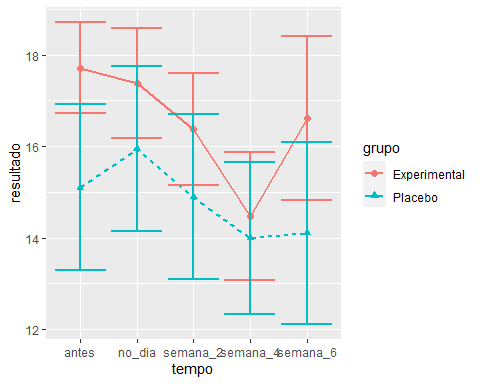 18
16
14
12
resultado
antes
no_dia
semana_2
semana_4
semana_6
tempo
grupo
Experimental
Placebo